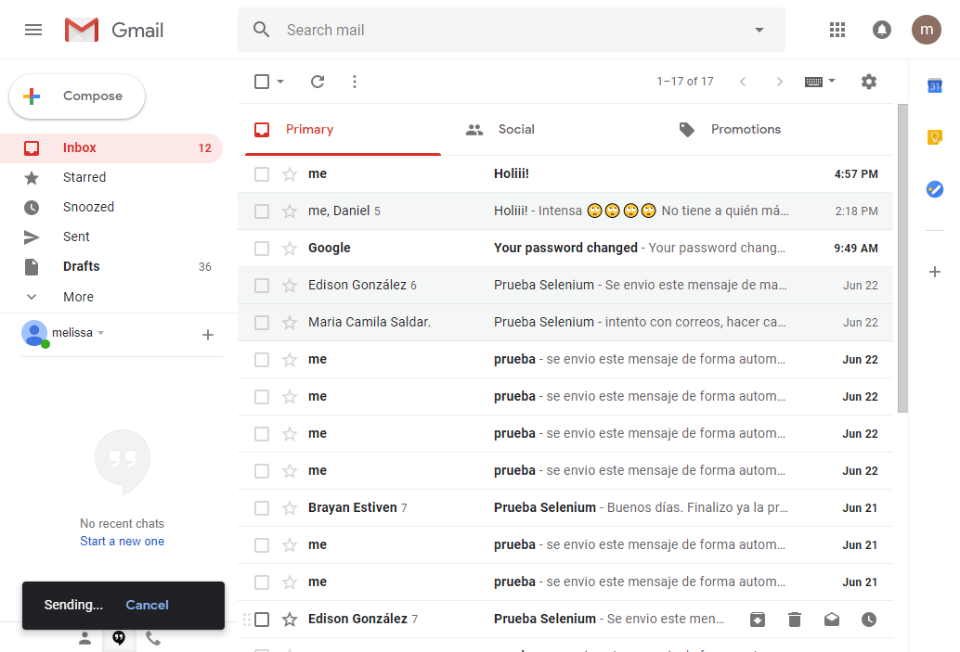 Gmail
Search mail
m
Compose
1–17 of 17
31
Inbox 12
Starred
Snoozed
Sent
Drafts 36
More
melissa
No recent chats
Start a new one
Sending... Cancel
Primary Social Promotions
me Holiii! 4:57 PM
me, Daniel 5 Holiii! - Intensa 🙄🙄🙄🙄 No tiene a quién má… 2:18 PM
Google Your password changed - Your password chang… 9:49 AM
Edison González 6 Prueba Selenium - Se envio este mensaje de ma… Jun 22
Maria Camila Saldar. Prueba Selenium - intento con correos, hacer ca… Jun 22
me prueba - se envio este mensaje de forma autom… Jun 22
me prueba - se envio este mensaje de forma autom… Jun 22
me prueba - se envio este mensaje de forma autom… Jun 22
me prueba - se envio este mensaje de forma autom… Jun 22
Brayan Estiven 7 Prueba Selenium - Buenos días. Finalizo ya la pr… Jun 21
me prueba - se envio este mensaje de forma autom… Jun 21
me prueba - se envio este mensaje de forma autom… Jun 21
Edison González 7 Prueba Selenium - Se envio este men…